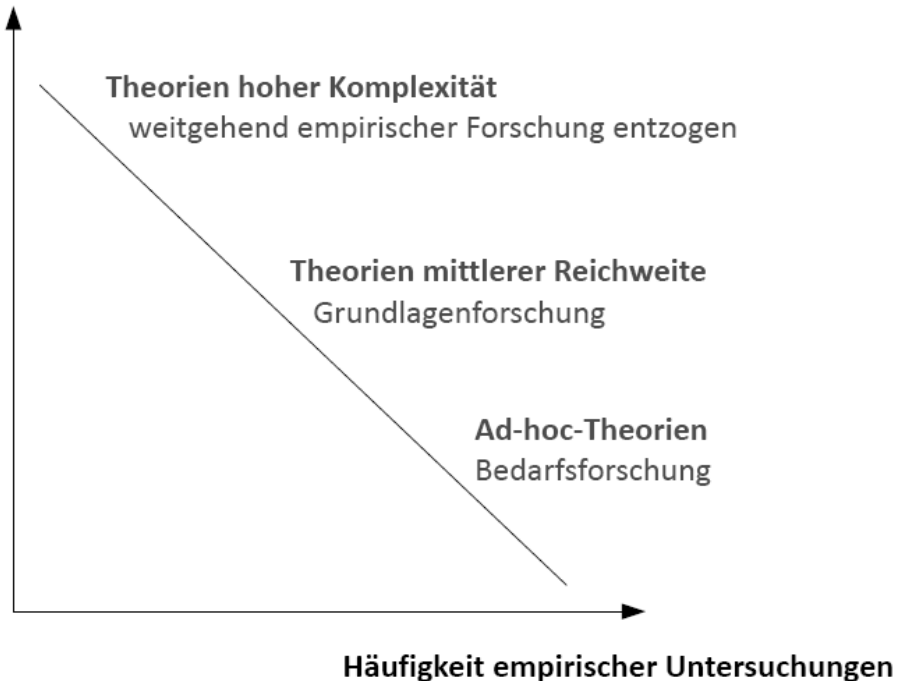 Theorien hoher Komplexität
weitgehend empirischer Forschung entzogen
Theorien mittlerer Reichweite
Grundlagenforschung
Ad-hoc-Theorien
Bedarfsforschung
Häufigkeit empirischer Untersuchungen